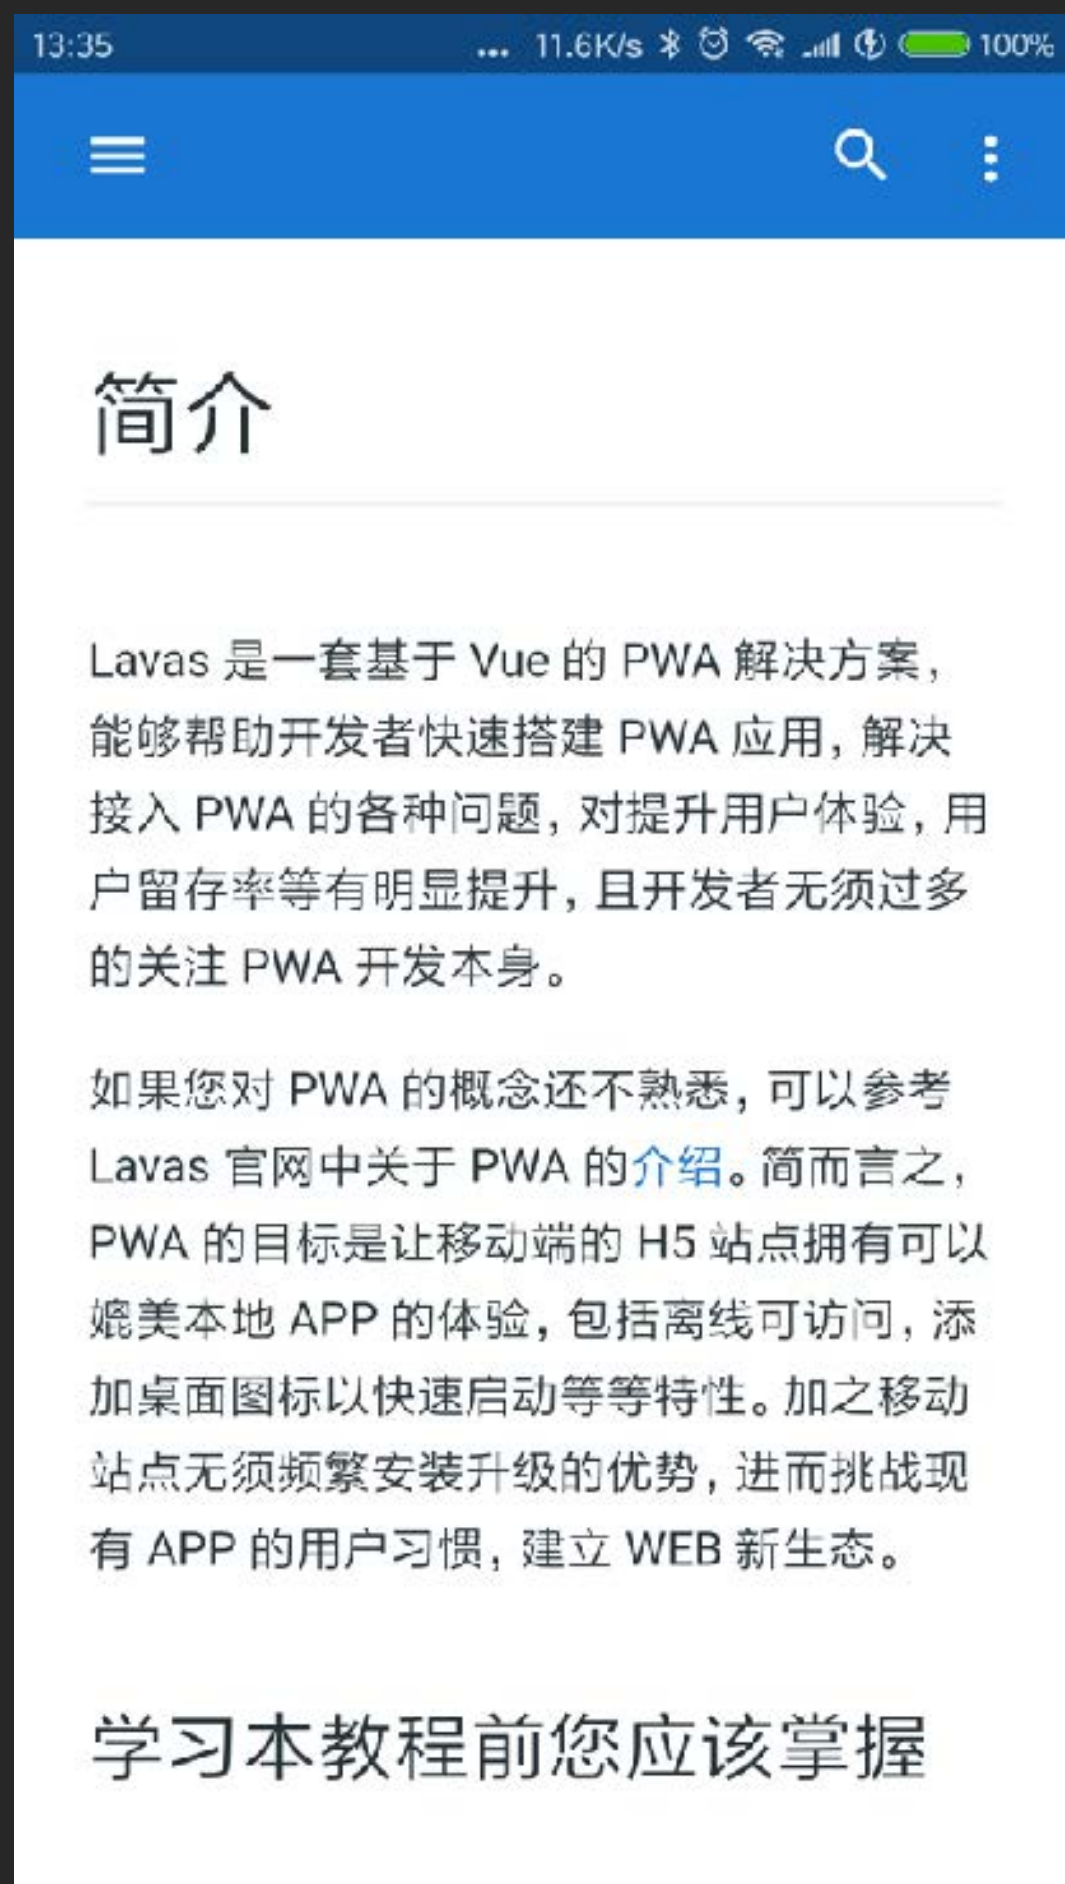 13:35 ... 11.6K/s 100%
简介
Lavas 是一套基于 Vue 的 PWA 解决方案，
能够帮助开发者快速搭建 PWA 应用，解决
接入 PWA 的各种问题，对提升用户体验，用
户留存率等有明显提升，且开发者无须过多
的关注 PWA 开发本身。
如果您对 PWA 的概念还不熟悉，可以参考
Lavas 官网中关于 PWA 的介绍。简而言之，
PWA 的目标是让移动端的 H5 站点拥有可以
媲美本地 APP 的体验，包括离线可访问，添
加桌面图标以快速启动等等特性。加之移动
站点无须频繁安装升级的优势，进而挑战现
有 APP 的用户习惯，建立 WEB 新生态。
学习本教程前您应该掌握